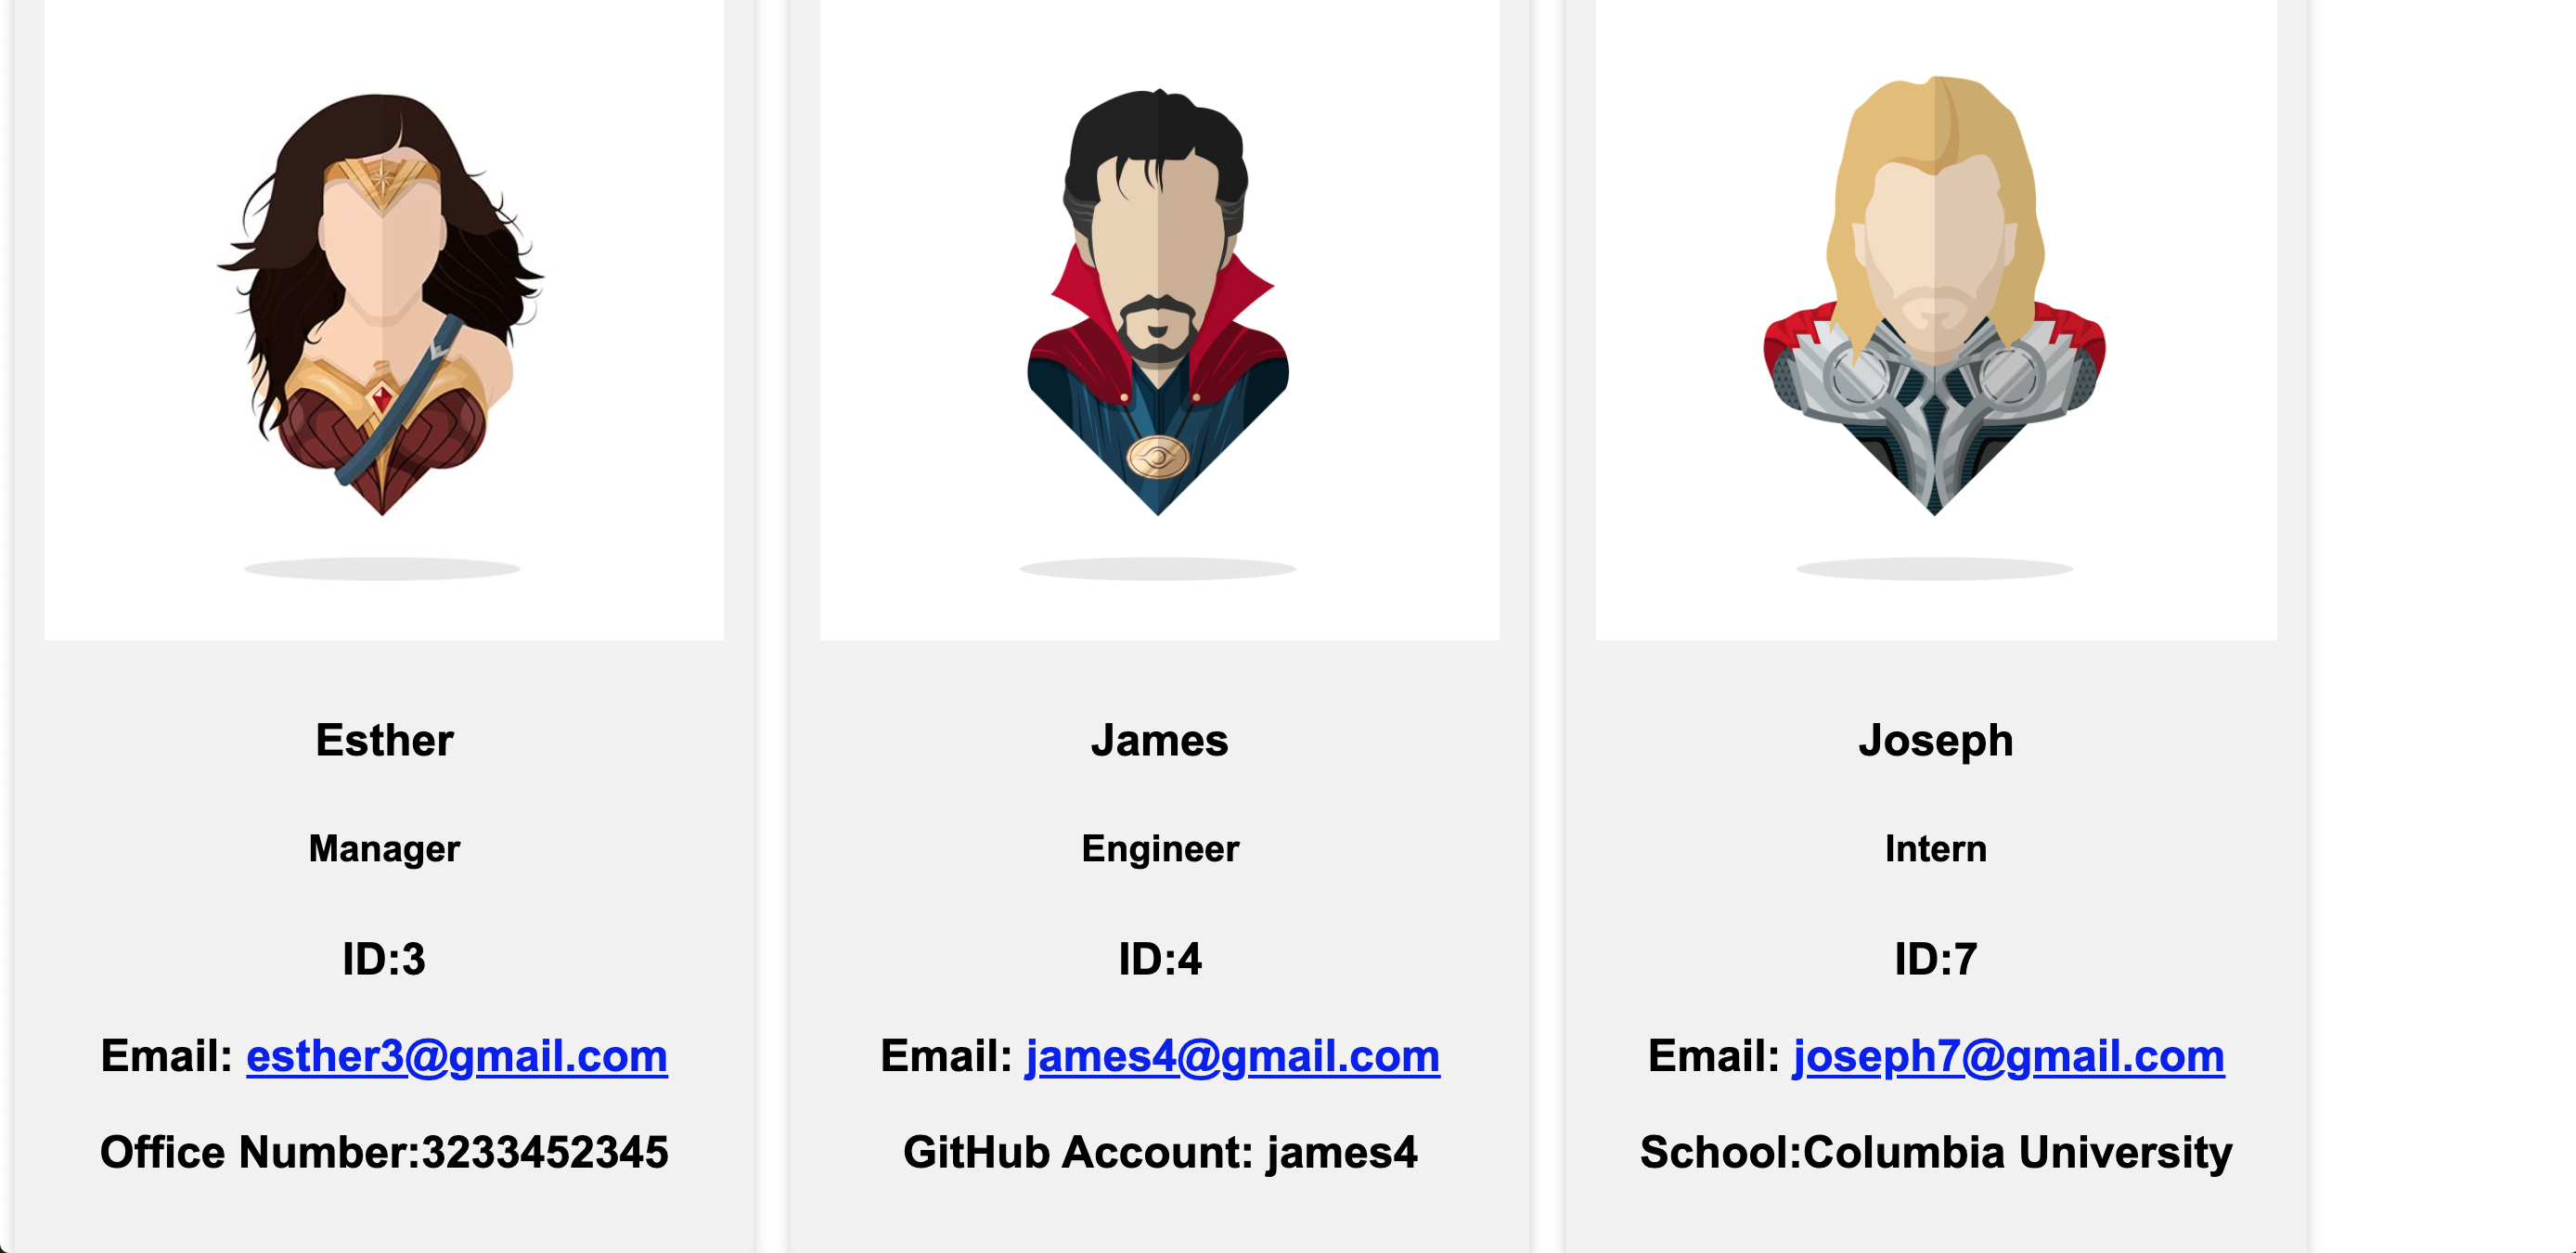 Esther
Manager
ID:3
Email: esther3@gmail.com
Office Number:3233452345
James
Engineer
ID:4
Email: james4@gmail.com
GitHub Account: james4
Joseph
Intern
ID:7
Email: joseph7@gmail.com
School:Columbia University